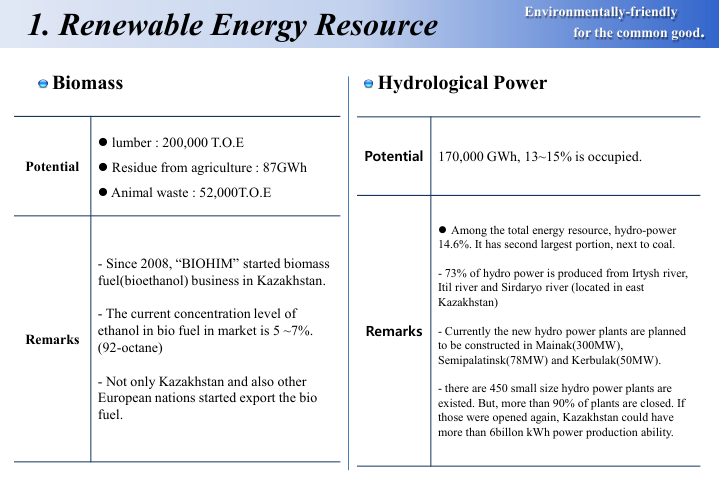 1. Renewable Energy Resource
Environmentally-friendly
for the common good.
Biomass
Potential
● lumber : 200,000 T.O.E
● Residue from agriculture : 87GWh
● Animal waste : 52,000T.O.E
Remarks
- Since 2008, “BIOHIM” started biomass
fuel(bioethanol) business in Kazakhstan.
- The current concentration level of
ethanol in bio fuel in market is 5 ~7%.
(92-octane)
- Not only Kazakhstan and also other
European nations started export the bio
fuel.
Hydrological Power
Potential
170,000 GWh, 13~15% is occupied.
Remarks
● Among the total energy resource, hydro-power
14.6%. It has second largest portion, next to coal.
- 73% of hydro power is produced from Irtysh river,
Itil river and Sirdaryo river (located in east
Kazakhstan)
- Currently the new hydro power plants are planned
to be constructed in Mainak(300MW),
Semipalatinsk(78MW) and Kerbulak(50MW).
- there are 450 small size hydro power plants are
existed. But, more than 90% of plants are closed. If
those were opened again, Kazakhstan could have
more than 6billon kWh power production ability.